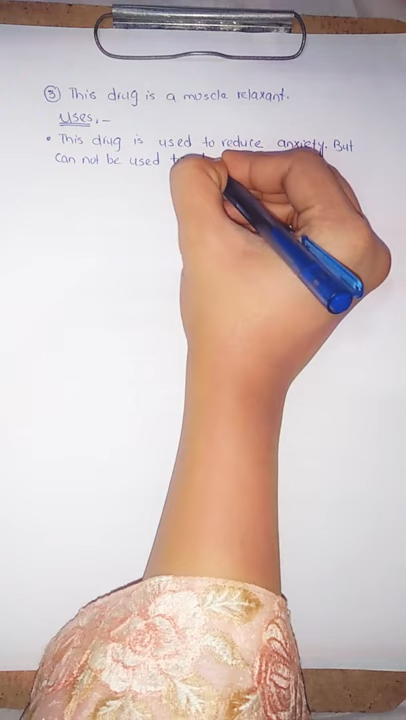 ③ This drug is a muscle relaxant.
Uses,-
• This drug is used to reduce anxiety. But
can not be used